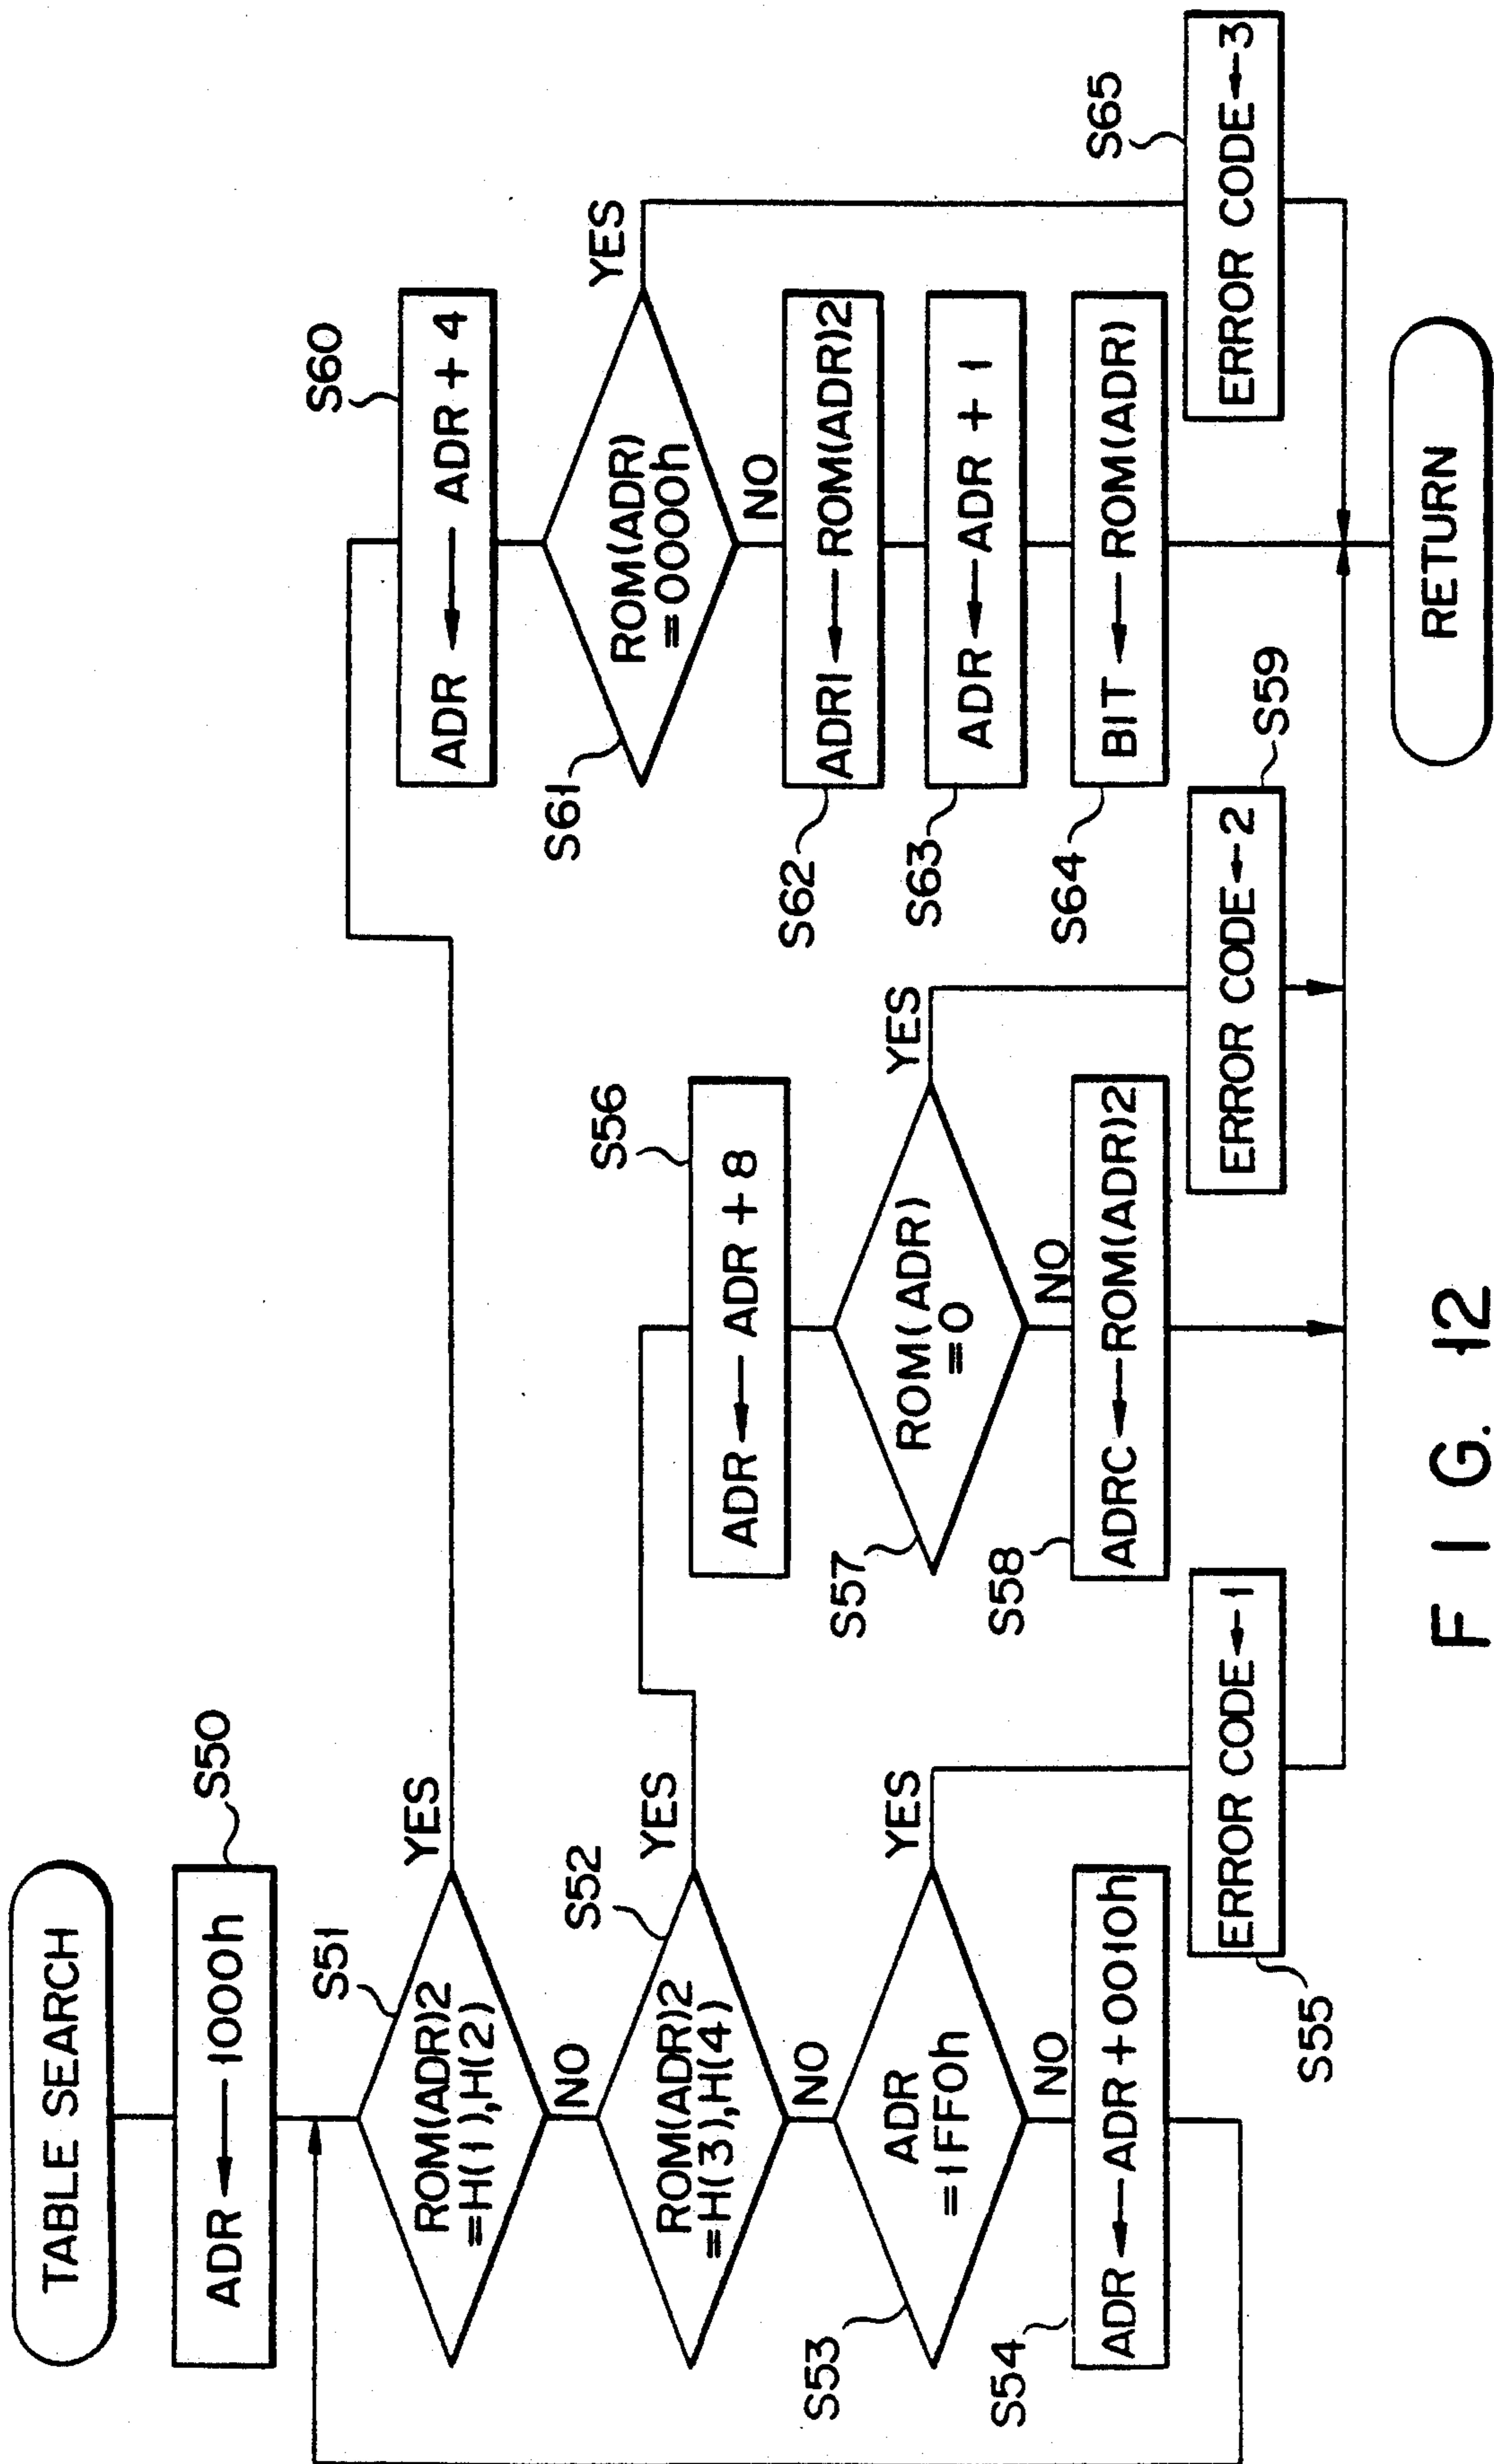 TABLE SEARCH
S50
ADR ← 1000h
S51
ROM(ADR)2
=H(1),H(2)
YES
NO
S52
ROM(ADR)2
=H(3),H(4)
YES
NO
S53
ADR
=1FF0h
YES
NO
S54
ADR ← ADR + 0010h
S55
ERROR CODE ← 1
S56
ADR ← ADR + 8
S57
ROM(ADR)
=0
YES
NO
S58
ADRC ← ROM(ADR)2
S59
ERROR CODE ← 2
S60
ADR ← ADR + 4
S61
ROM(ADR)
=0000h
YES
NO
S62
ADRI ← ROM(ADR)2
S63
ADR ← ADR + 1
S64
BIT ← ROM(ADR)
S65
ERROR CODE ← 3
RETURN
FIG. 12